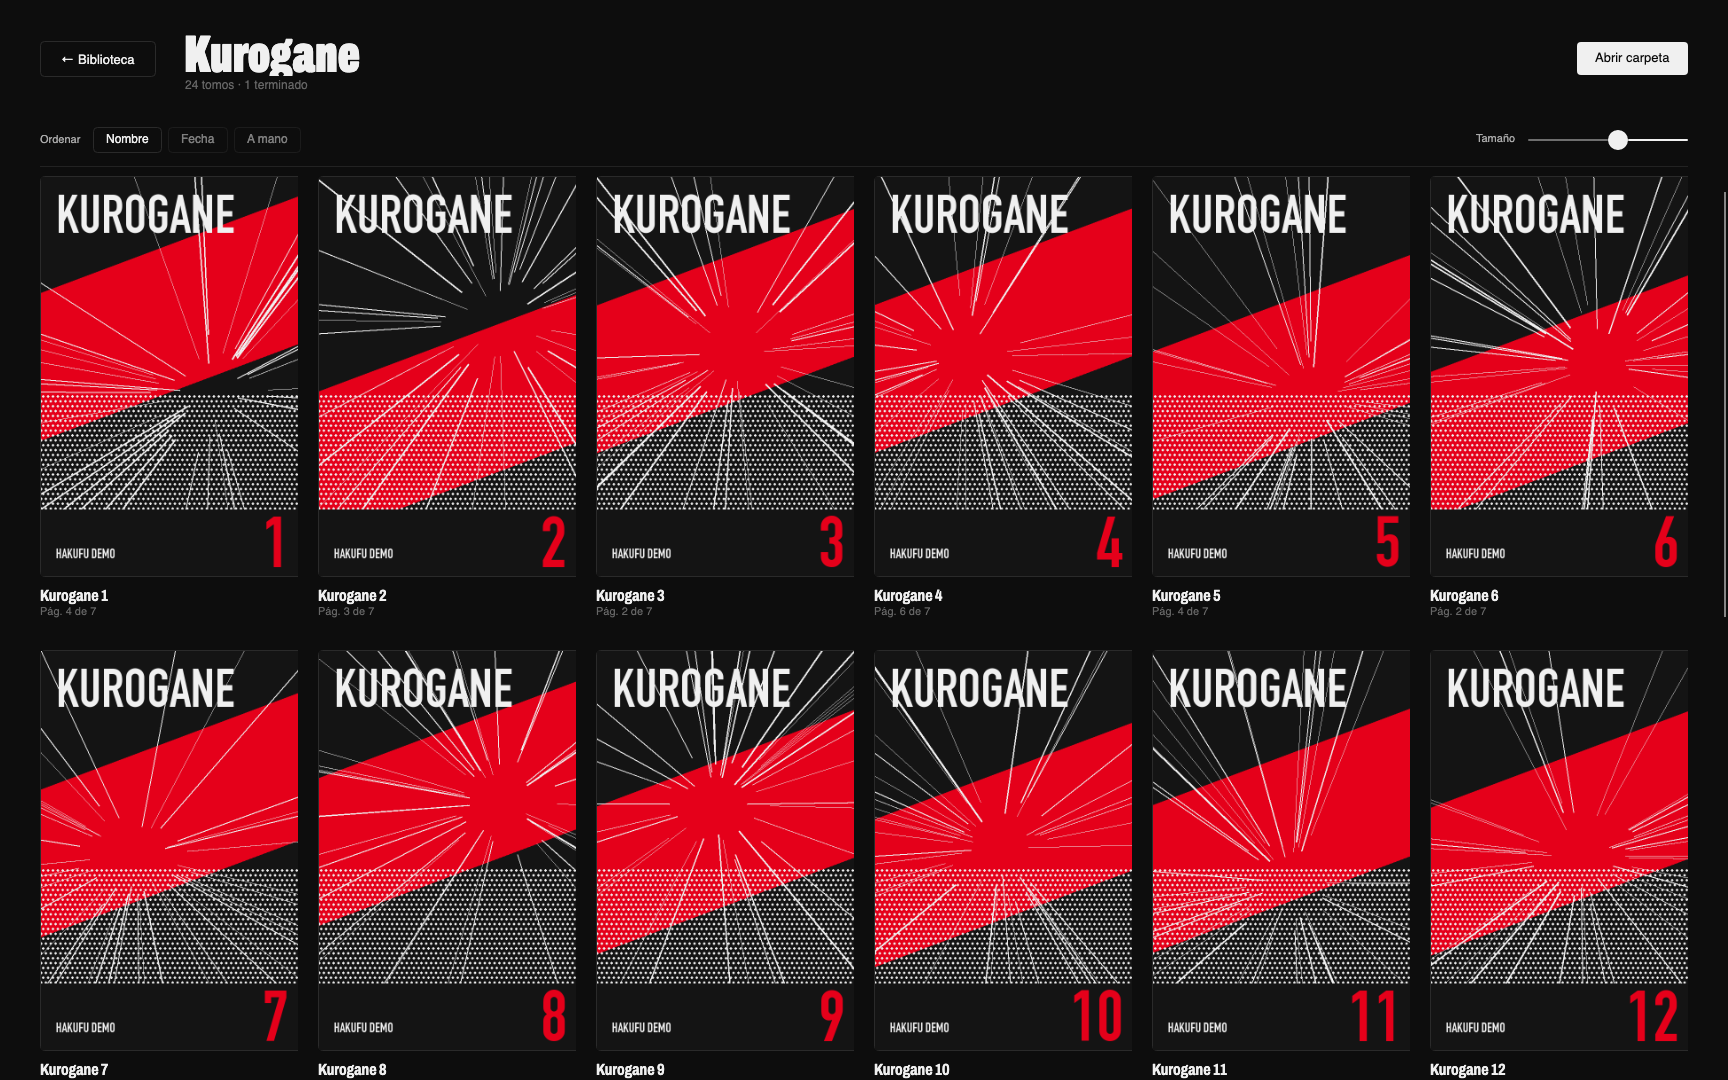 ← Biblioteca
Kurogane
24 tomos · 1 terminado
Abrir carpeta
Ordenar Nombre Fecha A mano
Tamaño
KUROGANE
HAKUFU DEMO
1
Kurogane 1
Pág. 4 de 7
KUROGANE
HAKUFU DEMO
2
Kurogane 2
Pág. 3 de 7
KUROGANE
HAKUFU DEMO
3
Kurogane 3
Pág. 2 de 7
KUROGANE
HAKUFU DEMO
4
Kurogane 4
Pág. 6 de 7
KUROGANE
HAKUFU DEMO
5
Kurogane 5
Pág. 4 de 7
KUROGANE
HAKUFU DEMO
6
Kurogane 6
Pág. 2 de 7
KUROGANE
HAKUFU DEMO
7
Kurogane 7
KUROGANE
HAKUFU DEMO
8
Kurogane 8
KUROGANE
HAKUFU DEMO
9
Kurogane 9
KUROGANE
HAKUFU DEMO
10
Kurogane 10
KUROGANE
HAKUFU DEMO
11
Kurogane 11
KUROGANE
HAKUFU DEMO
12
Kurogane 12